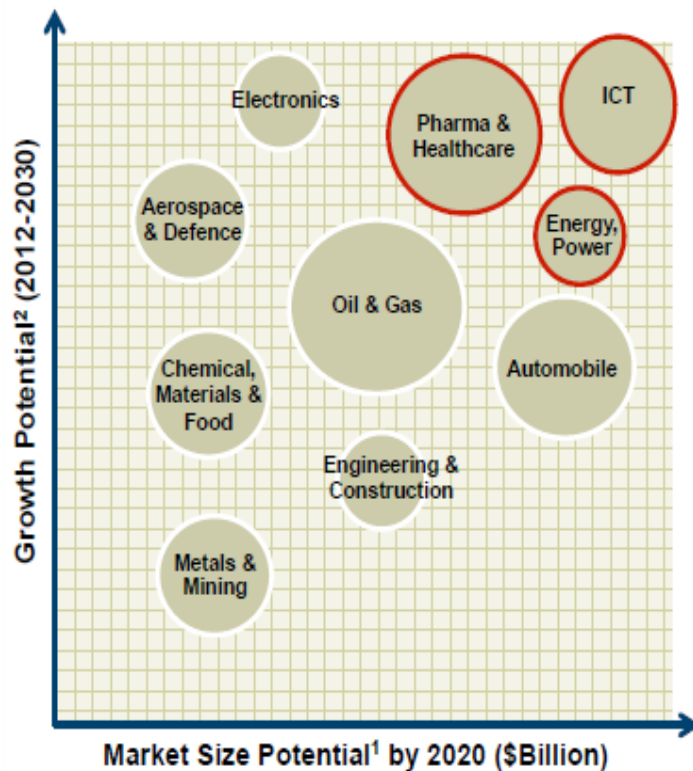 Growth Potential² (2012-2030)
Electronics
Pharma &
Healthcare
ICT
Aerospace
& Defence
Energy,
Power
Oil & Gas
Chemical,
Materials &
Food
Automobile
Engineering &
Construction
Metals &
Mining
Market Size Potential¹ by 2020 ($Billion)